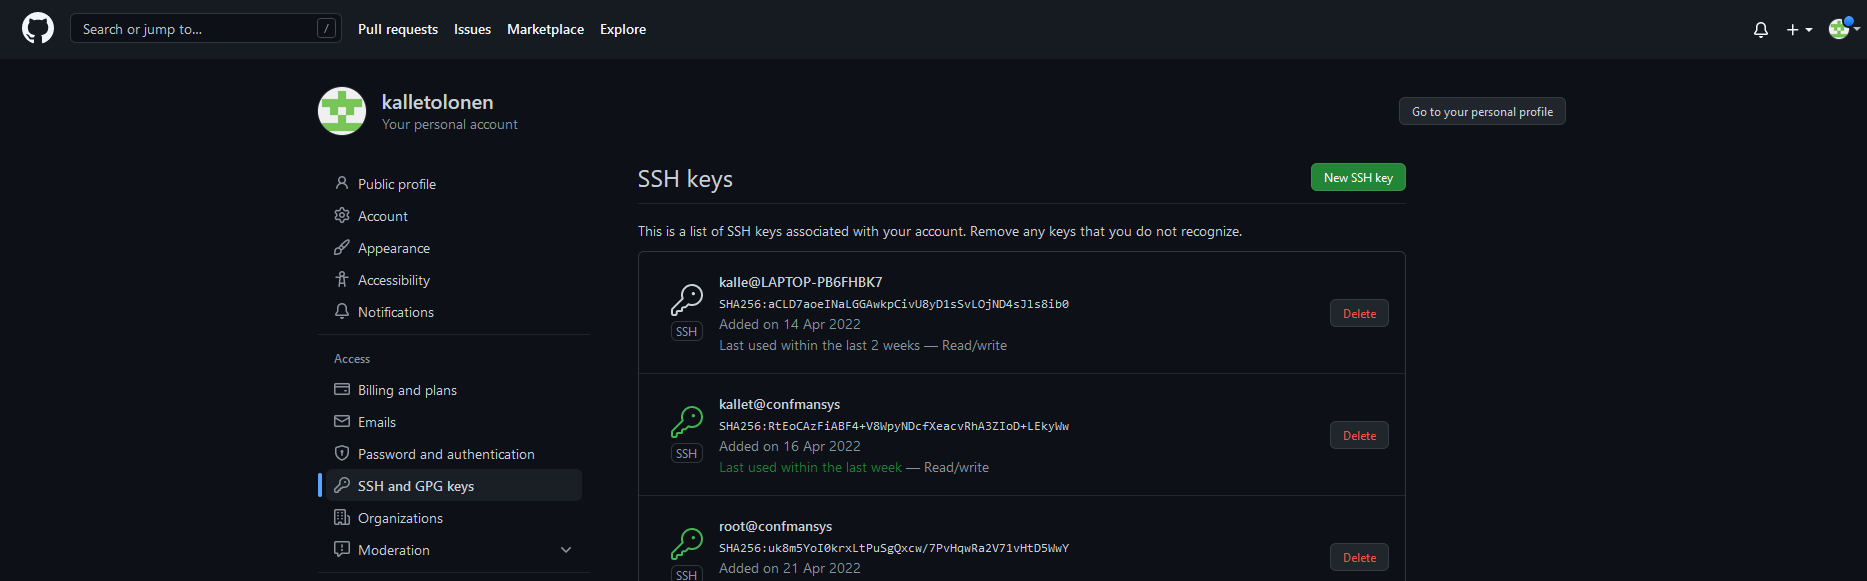 Search or jump to... /
Pull requests
Issues
Marketplace
Explore
kalletolonen
Your personal account
Go to your personal profile
Public profile
Account
Appearance
Accessibility
Notifications
Access
Billing and plans
Emails
Password and authentication
SSH and GPG keys
Organizations
Moderation
SSH keys
New SSH key
This is a list of SSH keys associated with your account. Remove any keys that you do not recognize.
kalle@LAPTOP-PB6FHBK7
SHA256:aCLD7aoeINaLGGAwkpCivU8yD1sSvLOjND4sJls8ib0
SSH
Added on 14 Apr 2022
Last used within the last 2 weeks — Read/write
Delete
kallet@confmansys
SHA256:RtEoCAzFiABF4+V8WpyNDcfXeacvRhA3ZIoD+LEkyWw
SSH
Added on 16 Apr 2022
Last used within the last week — Read/write
Delete
root@confmansys
SHA256:uk8m5YoI0krxLtPuSgQxcw/7PvHqwRa2V71vHtD5WwY
SSH
Added on 21 Apr 2022
Delete